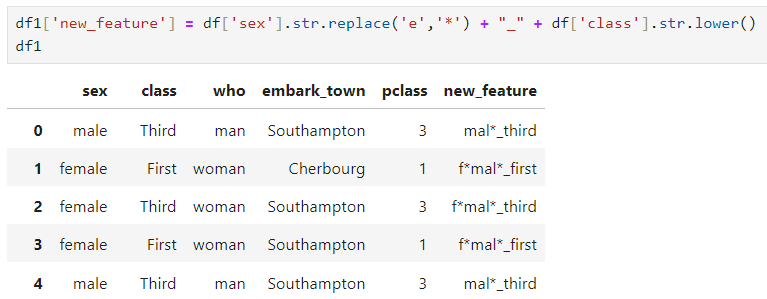 df1['new_feature'] = df['sex'].str.replace('e','*') + "_" + df['class'].str.lower()
df1
sex class who embark_town pclass new_feature
0 male Third man Southampton 3 mal*_third
1 female First woman Cherbourg 1 f*mal*_first
2 female Third woman Southampton 3 f*mal*_third
3 female First woman Southampton 1 f*mal*_first
4 male Third man Southampton 3 mal*_third